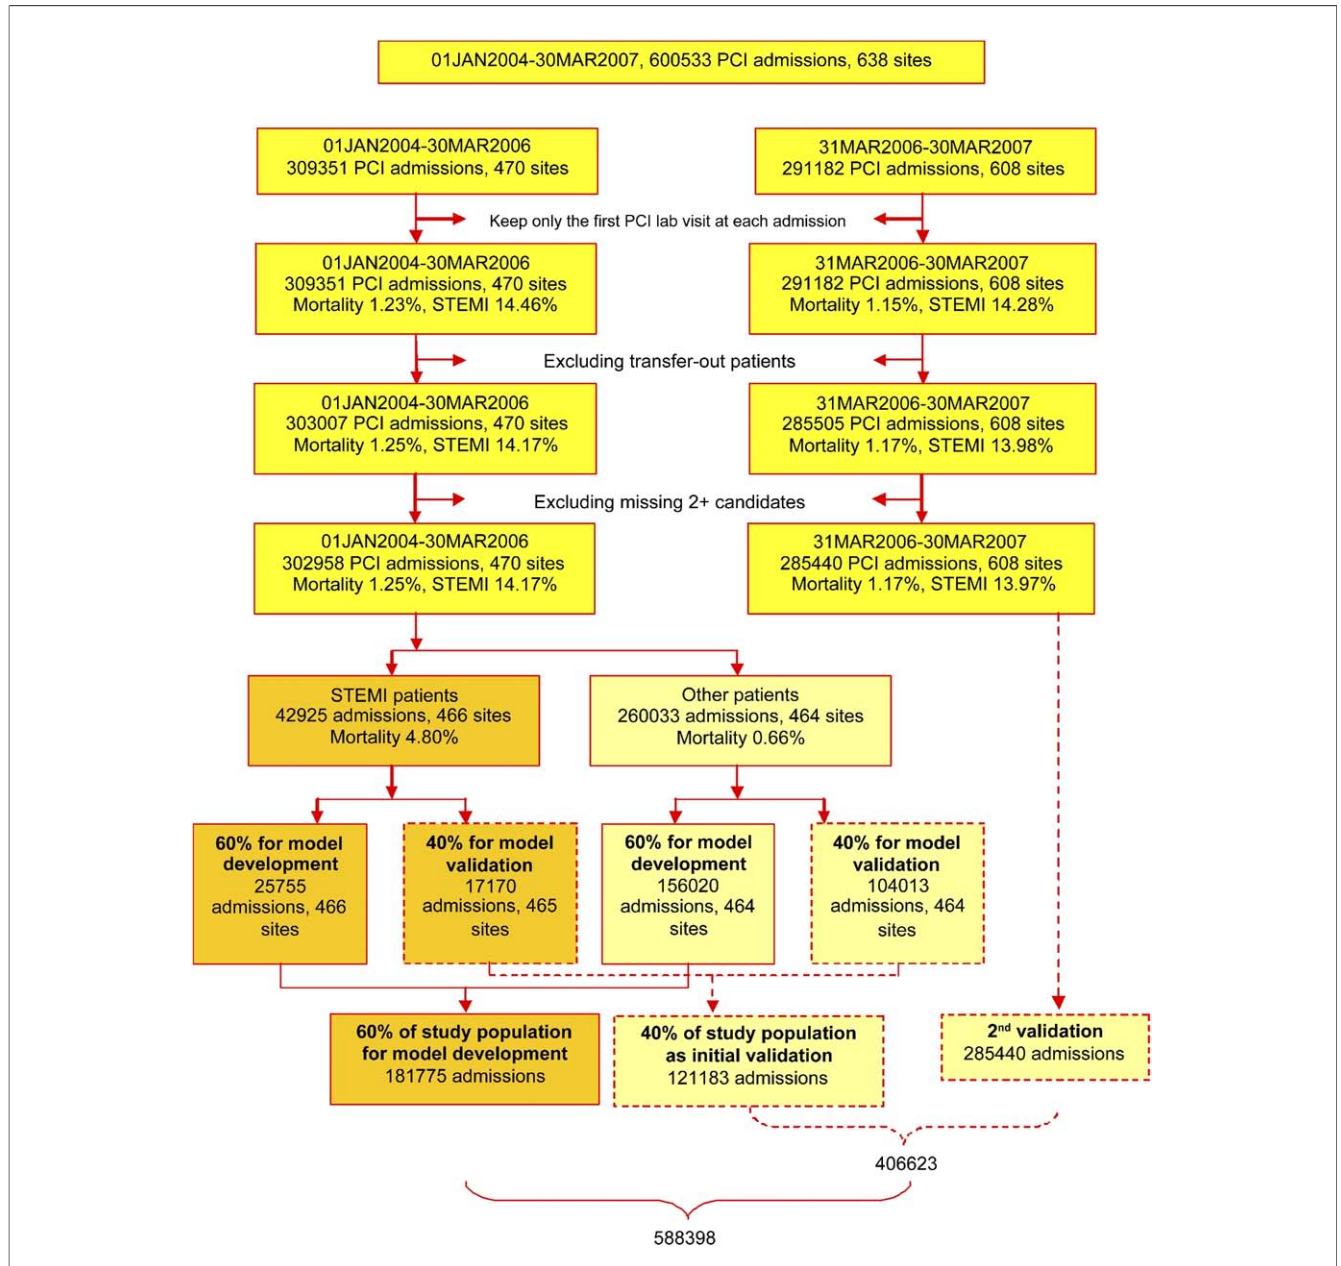 01JAN2004-30MAR2007, 600533 PCI admissions, 638 sites
01JAN2004-30MAR2006
309351 PCI admissions, 470 sites
31MAR2006-30MAR2007
291182 PCI admissions, 608 sites
Keep only the first PCI lab visit at each admission
01JAN2004-30MAR2006
309351 PCI admissions, 470 sites
Mortality 1.23%, STEMI 14.46%
31MAR2006-30MAR2007
291182 PCI admissions, 608 sites
Mortality 1.15%, STEMI 14.28%
Excluding transfer-out patients
01JAN2004-30MAR2006
303007 PCI admissions, 470 sites
Mortality 1.25%, STEMI 14.17%
31MAR2006-30MAR2007
285505 PCI admissions, 608 sites
Mortality 1.17%, STEMI 13.98%
Excluding missing 2+ candidates
01JAN2004-30MAR2006
302958 PCI admissions, 470 sites
Mortality 1.25%, STEMI 14.17%
31MAR2006-30MAR2007
285440 PCI admissions, 608 sites
Mortality 1.17%, STEMI 13.97%
STEMI patients
42925 admissions, 466 sites
Mortality 4.80%
Other patients
260033 admissions, 464 sites
Mortality 0.66%
60% for model
development
25755
admissions, 466
sites
40% for model
validation
17170
admissions, 465
sites
60% for model
development
156020
admissions, 464
sites
40% for model
validation
104013
admissions, 464
sites
60% of study population
for model development
181775 admissions
40% of study population
as initial validation
121183 admissions
2nd validation
285440 admissions
406623
588398